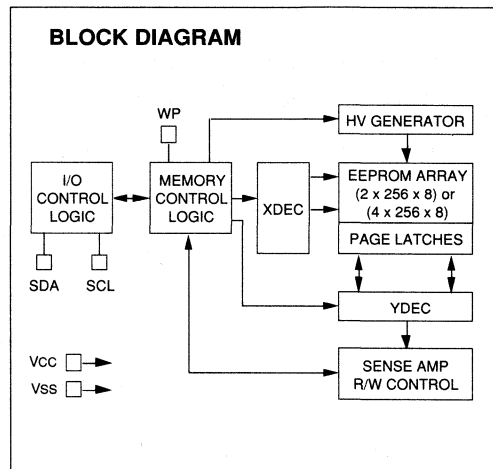 BLOCK DIAGRAM
WP
HV GENERATOR
I/O
CONTROL
LOGIC
MEMORY
CONTROL
LOGIC
XDEC
EEPROM ARRAY
(2 x 256 x 8) or
(4 x 256 x 8)
PAGE LATCHES
SDA
SCL
YDEC
VCC
VSS
SENSE AMP
R/W CONTROL